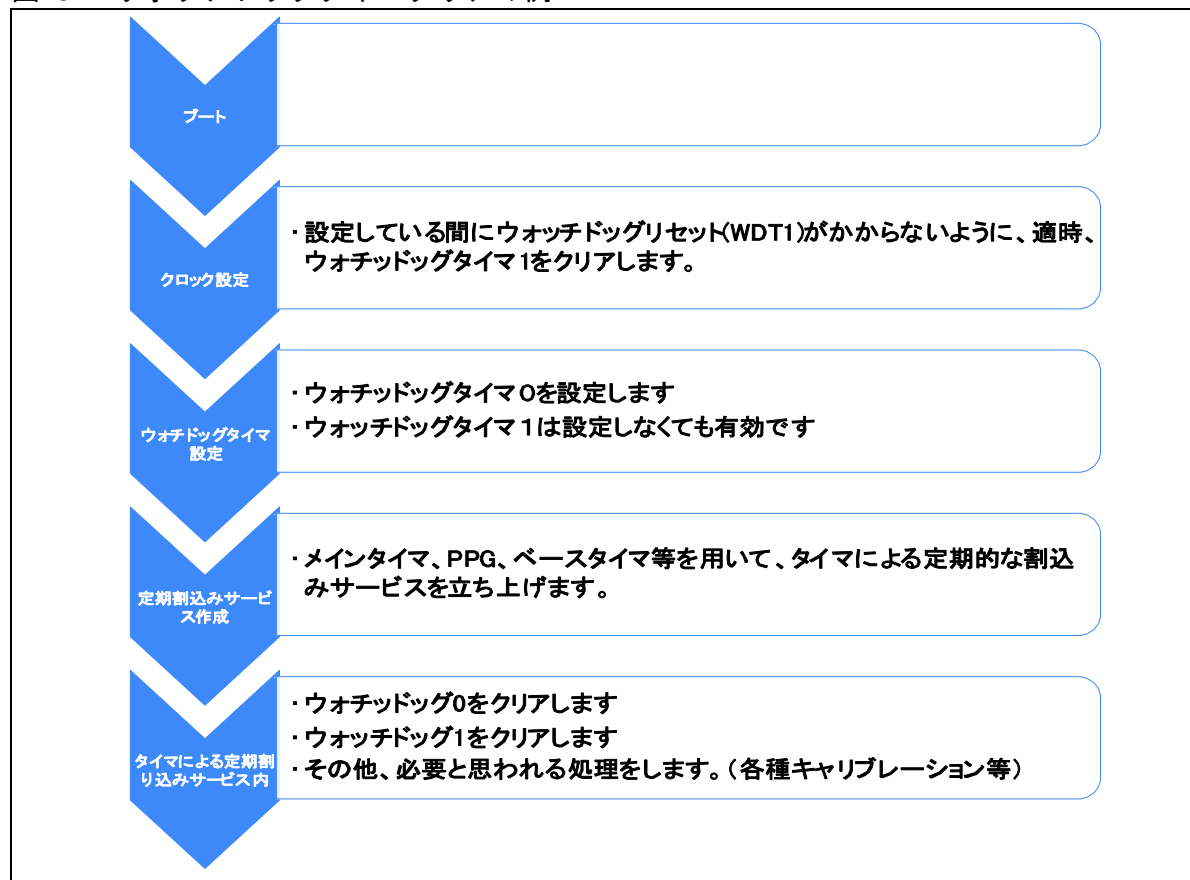 ブート
・設定している間にウォッチドッグリセット(WDT1)がかからないように、適時、
ウォチッドッグタイマ1をクリアします。
クロック設定
・ウォチッドッグタイマ0を設定します
・ウォッチドッグタイマ1は設定しなくても有効です
ウォチドッグタイマ
設定
・メインタイマ、PPG、ベースタイマ等を用いて、タイマによる定期的な割込
みサービスを立ち上げます。
定期割込みサービ
ス作成
・ウォチッドッグ0をクリアします
・ウォッチドッグ1をクリアします
・その他、必要と思われる処理をします。（各種キャリブレーション等）
タイマによる定期割
り込みサービス内